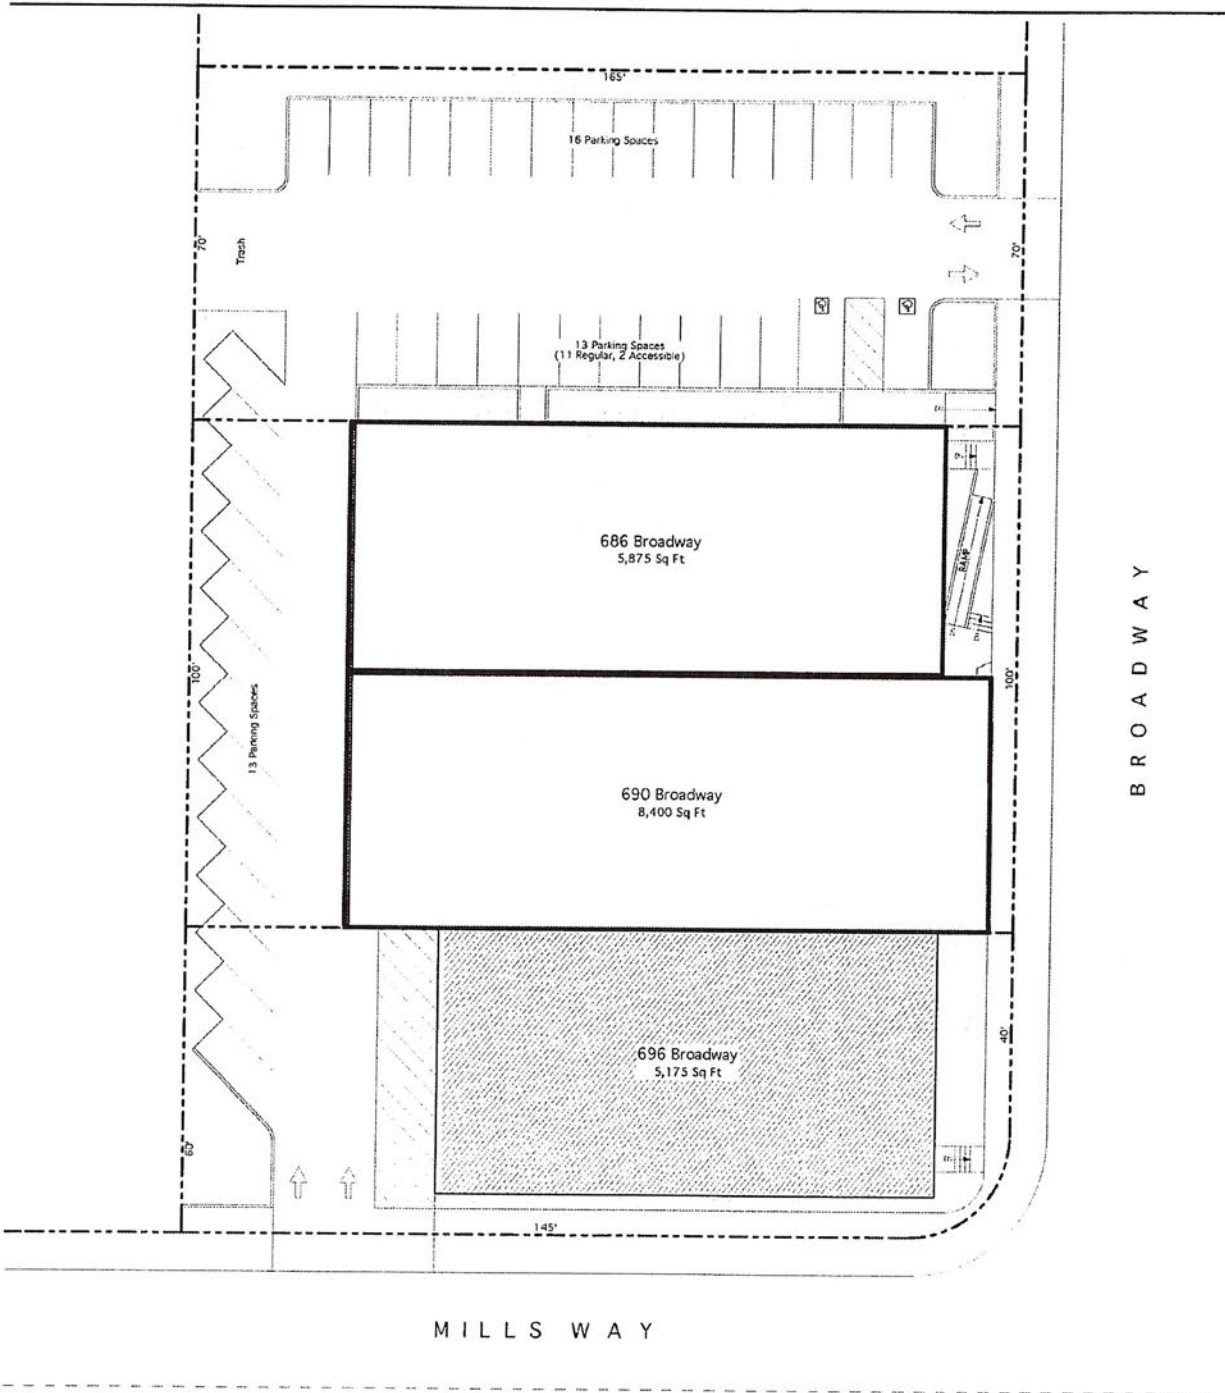 165'
16 Parking Spaces
70'
Trash
70'
13 Parking Spaces
(11 Regular, 2 Accessible)
686 Broadway
5,875 Sq Ft
RAMP
100'
13 Parking Spaces
100'
690 Broadway
8,400 Sq Ft
BROADWAY
696 Broadway
5,175 Sq Ft
40'
60'
145'
MILLS WAY